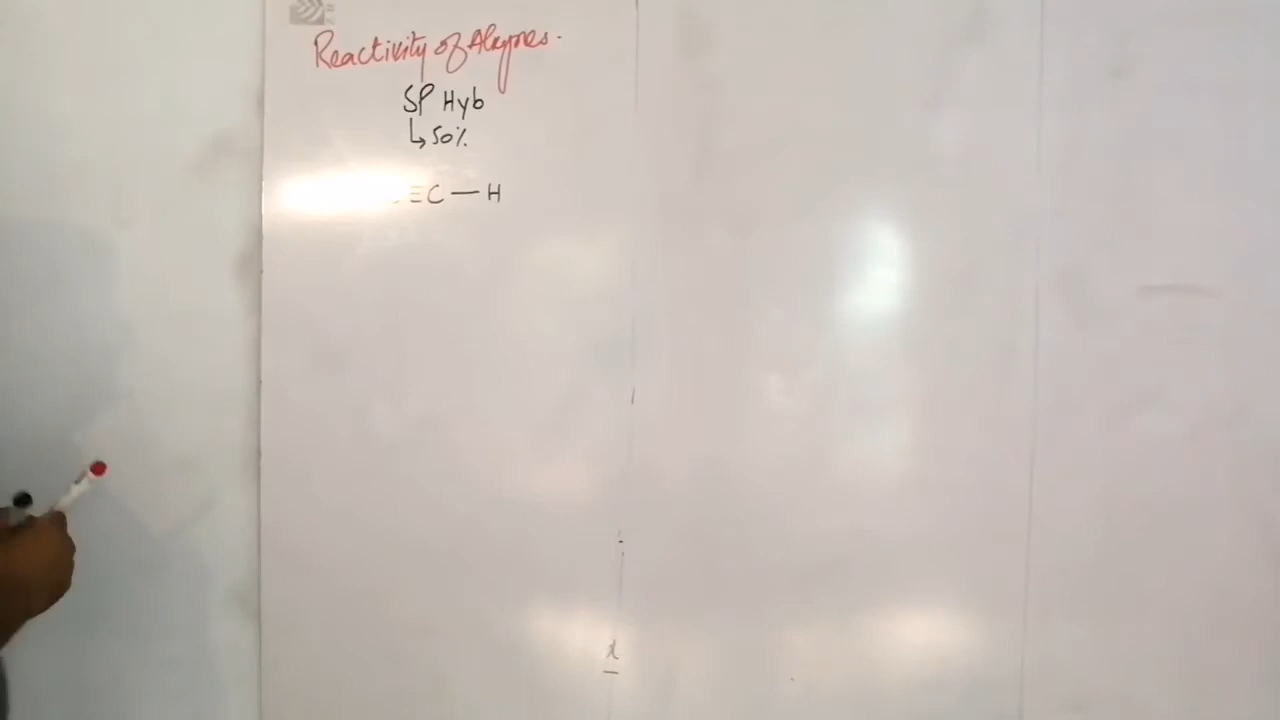 Reactivity of Alkynes.
SP Hyb
↳50%
≡C—H